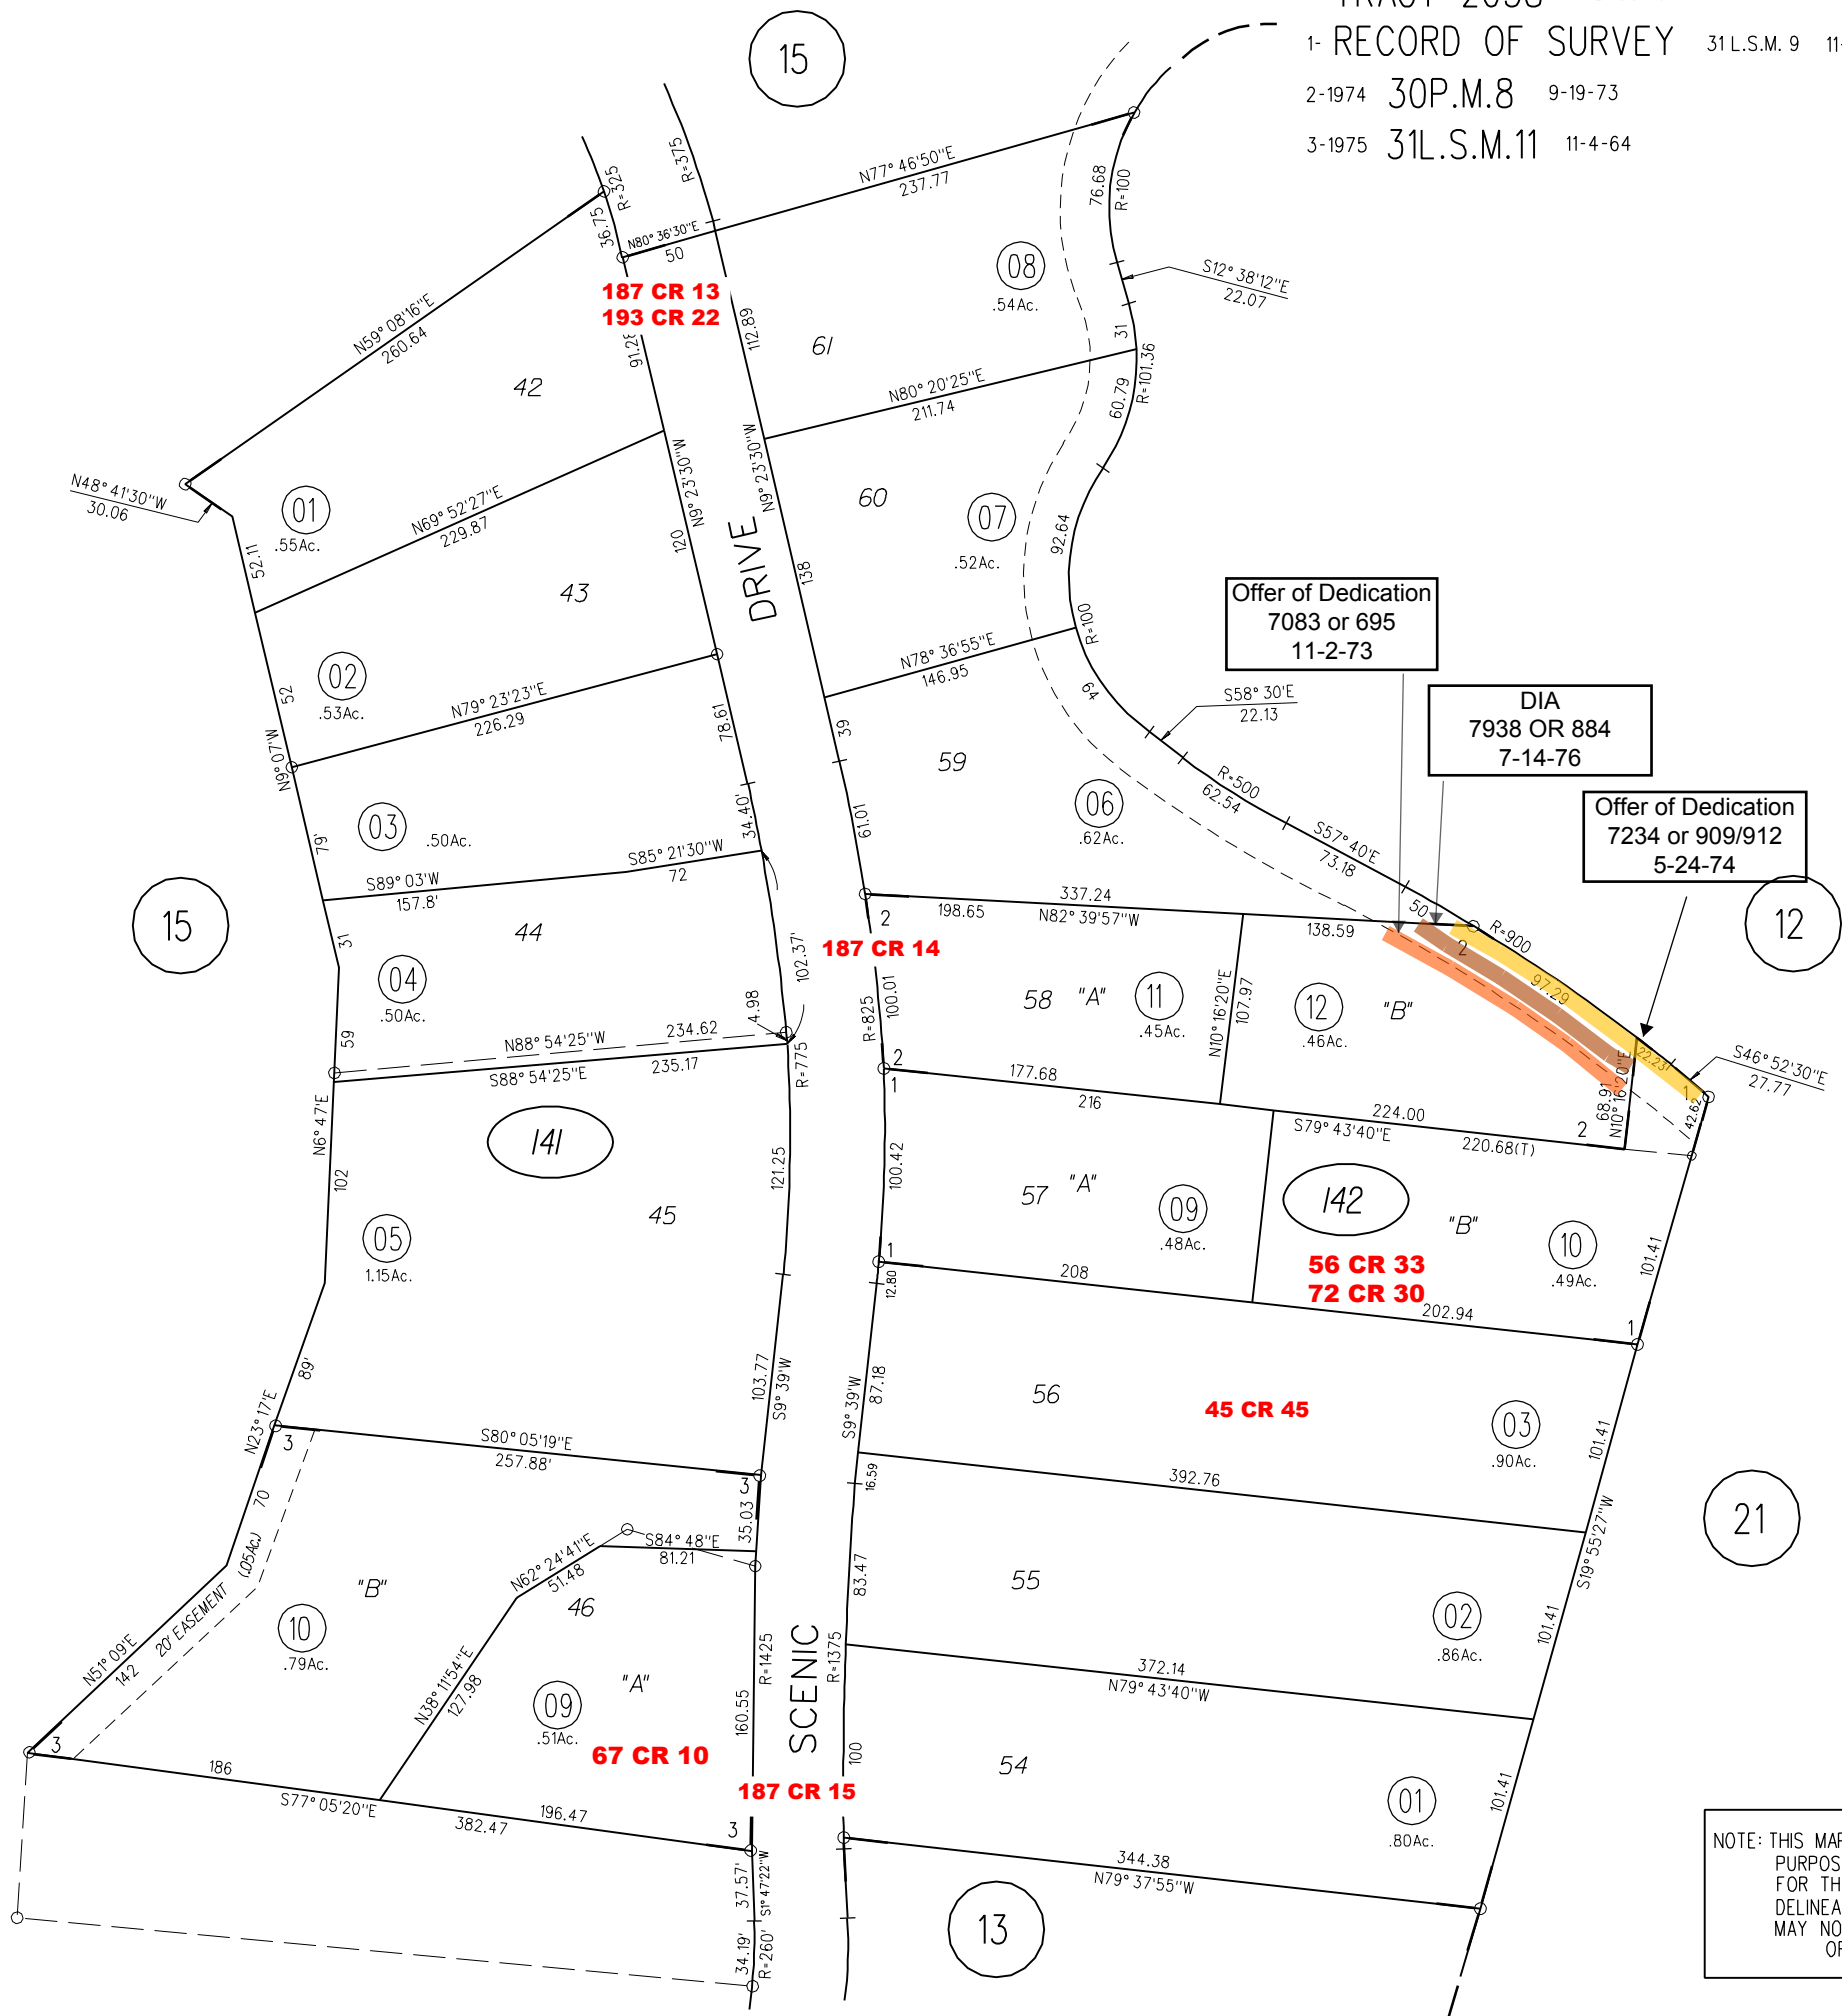 1- RECORD OF SURVEY 31 L.S.M. 9
2-1974 30P.M.8 9-19-73
3-1975 31L.S.M.11 11-4-64
15
R=325
R=375
N77° 46'50"E
237.77
76.68
R=100
36.75
N80° 36'30"E
50
N59° 08'16"E
260.64
187 CR 13
193 CR 22
08
.54Ac.
S12° 38'12"E
22.07
112.89
61
31
R=101.36
60.79
42
N80° 20'25"E
211.74
N48° 41'30"W
30.06
01
.55Ac.
N69° 52'27"E
229.87
N9° 23'30"W
120
N9° 23'30"W
138
DRIVE
60
07
.52Ac.
92.64
52.11
43
Offer of Dedication
7083 or 695
11-2-73
R=100
64
N78° 36'55"E
146.95
02
.53Ac.
52
N79° 23'23"E
226.29
78.61
39
S58° 30'E
22.13
DIA
7938 OR 884
7-14-76
59
N9° 07'W
R=500
62.54
Offer of Dedication
7234 or 909/912
5-24-74
03
.50Ac.
34.40'
61.01
06
.62Ac.
79'
S85° 21'30"W
72
S57° 40'E
73.18
S89° 03'W
157.8'
337.24
198.65
N82° 39'57"W
138.59
50
2
15
31
44
2
187 CR 14
R=900
12
04
.50Ac.
102.37'
4.98
R=825
100.01
58 "A"
11
.45Ac.
N10° 16'20"E
107.97
12
.46Ac.
"B"
97.29
59
N88° 54'25"W
234.62
S88° 54'25"E
235.17
R=775
2
1
177.68
216
22.23'
S46° 52'30"E
27.77
1
42.62
68.91
N10° 16'20"E
224.00
S79° 43'40"E
220.68(T)
2
N6° 47'E
102
141
121.25
100.42
57 "A"
09
.48Ac.
142
"B"
10
.49Ac.
101.41
45
05
1.15Ac.
56 CR 33
72 CR 30
1
12.80
208
202.94
1
89'
103.77
S9° 39'W
S9° 39'W
87.18
56
45 CR 45
03
.90Ac.
101.41
N23° 17'E
3
S80° 05'19"E
257.88'
3
16.59
392.76
70
35.03
S84° 48"E
81.21
N62° 24'41"E
51.48
21
S19° 55'27"W
20' EASEMENT (.05Ac.)
"B"
46
83.47
55
02
.86Ac.
101.41
10
.79Ac.
N51° 09'E
142
N38° 11'54"E
127.98
"A"
09
.51Ac.
R=1425
160.55
SCENIC
R=1375
372.14
N79° 43'40"W
67 CR 10
187 CR 15
3
100
54
01
.80Ac.
101.41
186
S77° 05'20"E
196.47
382.47
3
344.38
N79° 37'55"W
37.57'
S1° 47'22"W
34.19'
R=260'
13
NOTE: THIS
FOR